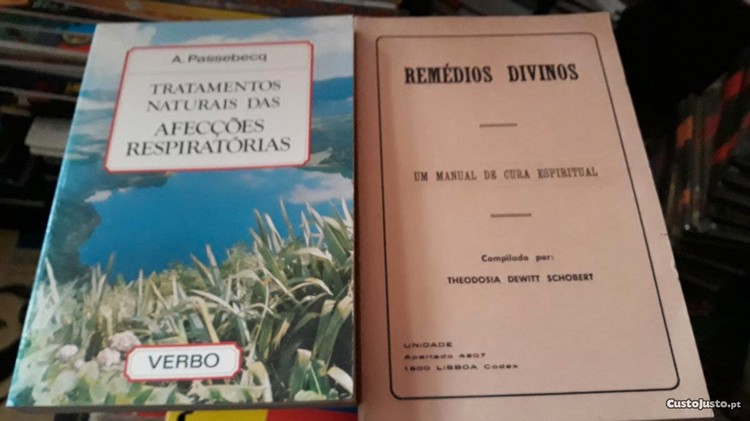 A. Passebecq
TRATAMENTOS
NATURAIS DAS
AFECÇÕES
RESPIRATÓRIAS
VERBO
REMÉDIOS DIVINOS
UM MANUAL DE CURA ESPIRITUAL
Compilado por:
THEODOSIA DEWITT SCHOBERT
UNIDADE
Apartado 4207
1500 LISBOA Codex
CustoJusto.pt